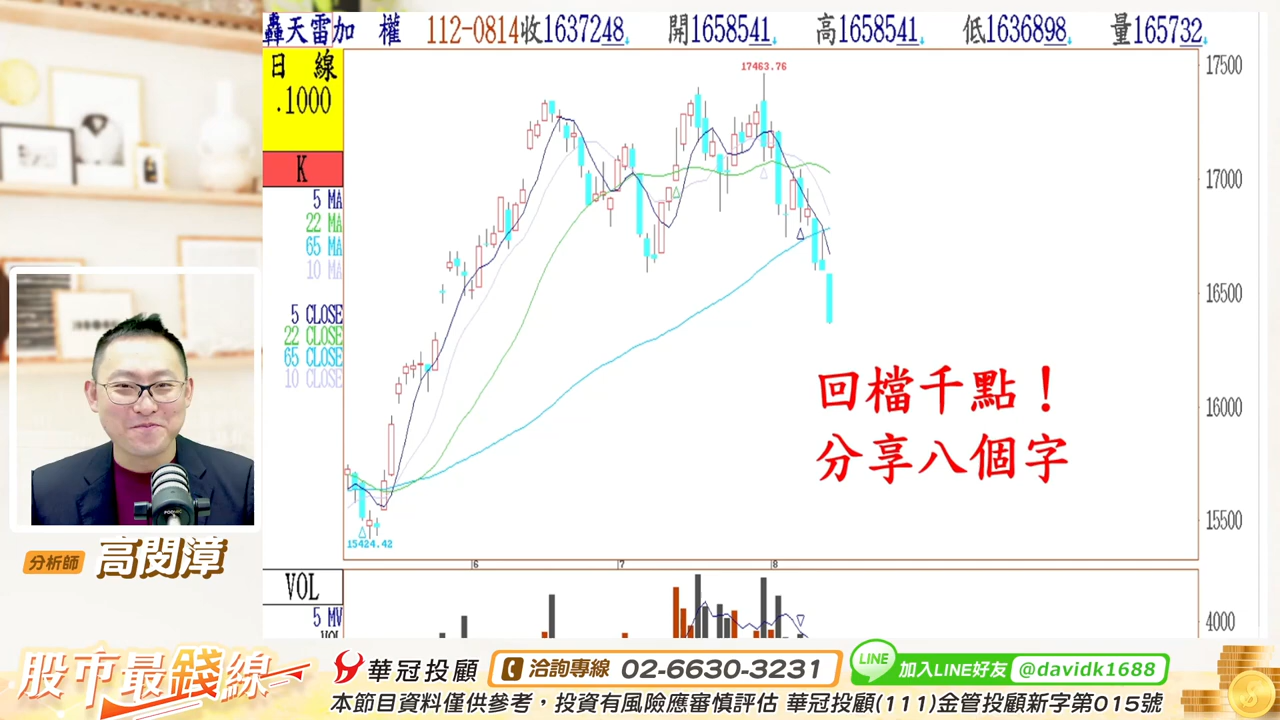 轟天雷加 權 112-0814收1637248 開1658541 高1658541 低1636898 量165732
日 線
.1000
K
5 MA
22 MA
65 MA
10 MA
5 CLOSE
22 CLOSE
65 CLOSE
10 CLOSE
17463.76
15424.42
17500
17000
16500
16000
15500
回檔千點！
分享八個字
6 7 8
VOL
5 MV
4000
分析師 高閔漳
股市最錢線
華冠投顧
洽詢專線 02-6630-3231
LINE 加入LINE好友 @davidk1688
本節目資料僅供參考，投資有風險應審慎評估 華冠投顧(111)金管投顧新字第015號